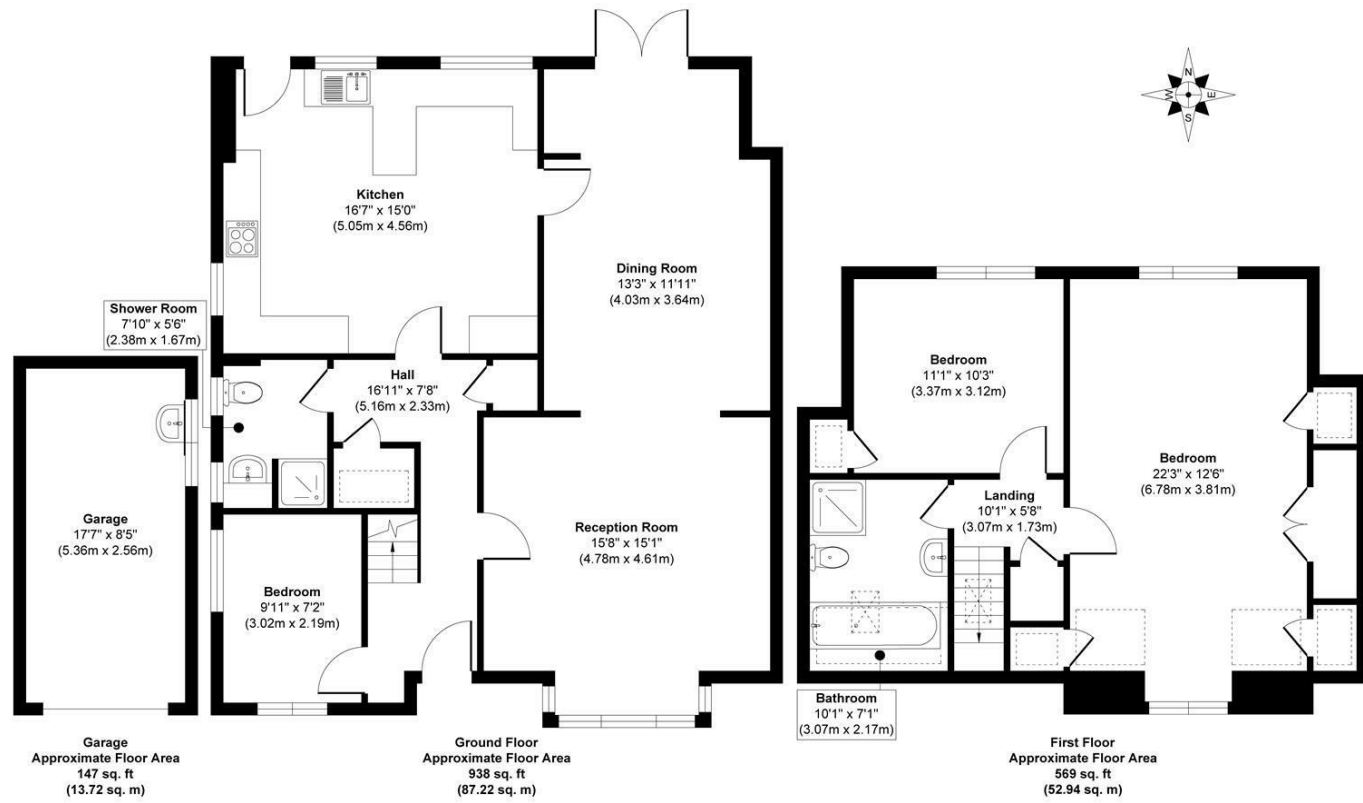 N
W
E
S
Kitchen
16'7" x 15'0"
(5.05m x 4.56m)
Dining Room
13'3" x 11'11"
(4.03m x 3.64m)
Shower Room
7'10" x 5'6"
(2.38m x 1.67m)
Hall
16'11" x 7'8"
(5.16m x 2.33m)
Bedroom
11'1" x 10'3"
(3.37m x 3.12m)
Bedroom
22'3" x 12'6"
(6.78m x 3.81m)
Landing
10'1" x 5'8"
(3.07m x 1.73m)
Garage
17'7" x 8'5"
(5.36m x 2.56m)
Reception Room
15'8" x 15'1"
(4.78m x 4.61m)
Bedroom
9'11" x 7'2"
(3.02m x 2.19m)
Bathroom
10'1" x 7'1"
(3.07m x 2.17m)
Garage
Approximate Floor Area
147 sq. ft
(13.72 sq. m)
Ground Floor
Approximate Floor Area
938 sq. ft
(87.22 sq. m)
First Floor
Approximate Floor Area
569 sq. ft
(52.94 sq. m)